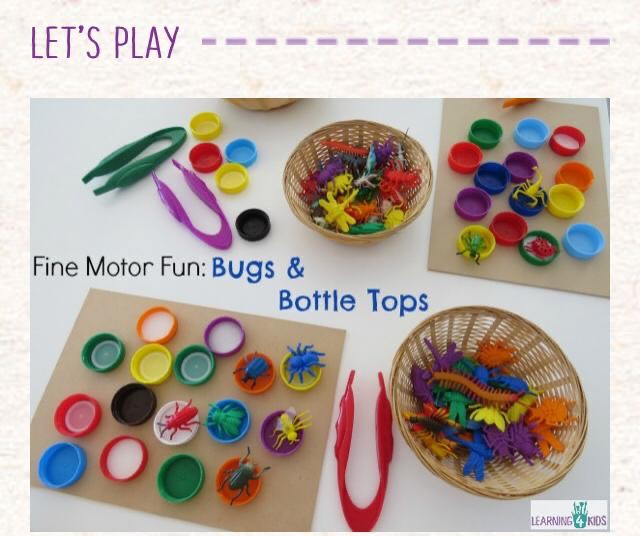 LET'S PLAY
Fine Motor Fun: Bugs &
Bottle Tops
LEARNING 4 KIDS